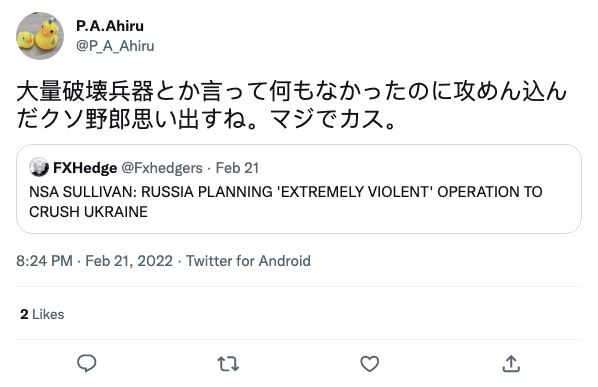 P.A.Ahiru
@P_A_Ahiru
大量破壊兵器とか言って何もなかったのに攻めん込ん
だクソ野郎思い出すね。マジでカス。
FXHedge @Fxhedgers · Feb 21
NSA SULLIVAN: RUSSIA PLANNING 'EXTREMELY VIOLENT' OPERATION TO
CRUSH UKRAINE
8:24 PM · Feb 21, 2022 · Twitter for Android
2 Likes